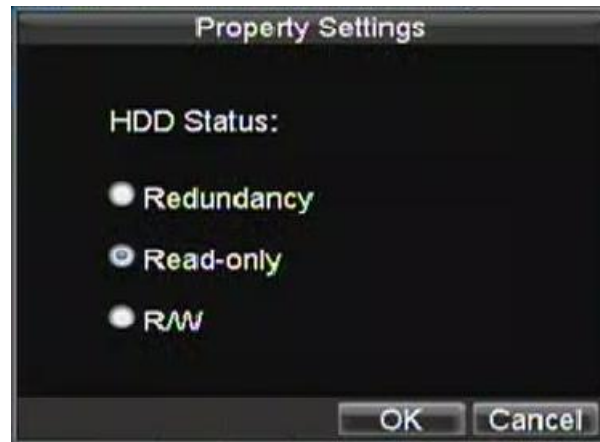 Property Settings
HDD Status:
Redundancy
Read-only
R/W
OK Cancel